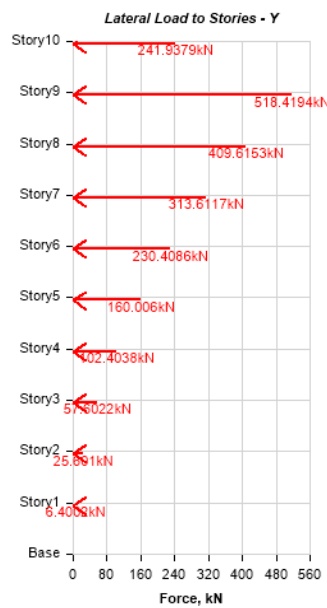 Lateral Load to Stories - Y
Story10
241.9379kN
Story9
518.4194kN
Story8
409.6153kN
Story7
313.6117kN
Story6
230.4086kN
Story5
160.006kN
Story4
102.4038kN
Story3
57.6022kN
Story2
25.601kN
Story1
6.4002kN
Base
0 80 160 240 320 400 480 560
Force, kN